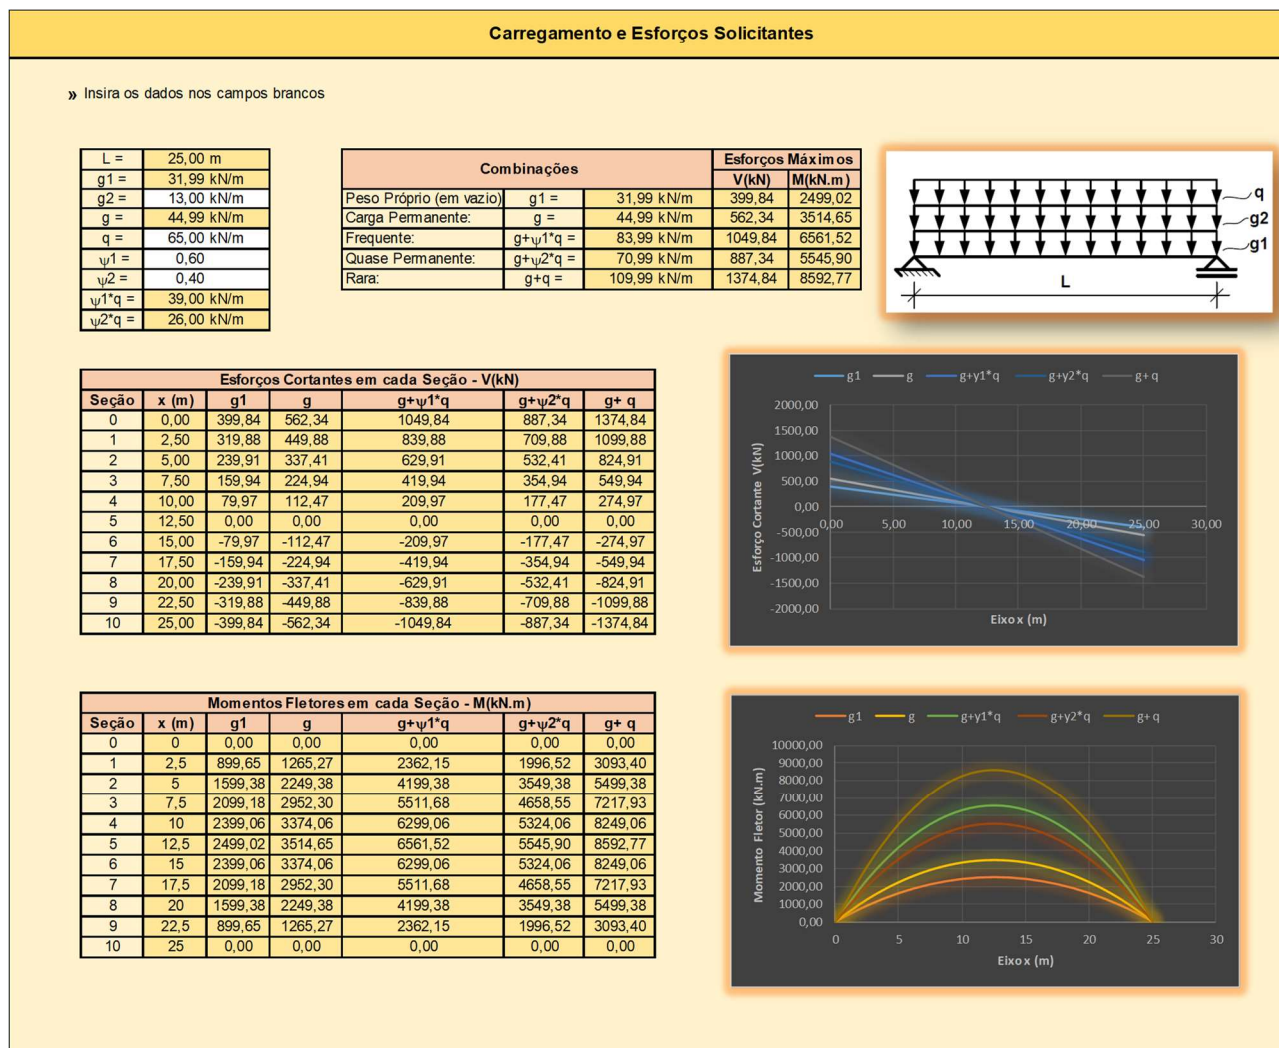 Carregamento e Esforços Solicitantes
» Insira os dados nos campos brancos
L = 25,00 m
g1 = 31,99 kN/m
g2 = 13,00 kN/m
g = 44,99 kN/m
q = 65,00 kN/m
ψ1 = 0,60
ψ2 = 0,40
ψ1*q = 39,00 kN/m
ψ2*q = 26,00 kN/m
Combinações Esforços Máximos
V(kN) M(kN.m)
Peso Próprio (em vazio) g1 = 31,99 kN/m 399,84 2499,02
Carga Permanente: g = 44,99 kN/m 562,34 3514,65
Frequente: g+ψ1*q = 83,99 kN/m 1049,84 6561,52
Quase Permanente: g+ψ2*q = 70,99 kN/m 887,34 5545,90
Rara: g+q = 109,99 kN/m 1374,84 8592,77
q
g2
g1
L
Esforços Cortantes em cada Seção - V(kN)
Seção x (m) g1 g g+ψ1*q g+ψ2*q g+ q
0 0,00 399,84 562,34 1049,84 887,34 1374,84
1 2,50 319,88 449,88 839,88 709,88 1099,88
2 5,00 239,91 337,41 629,91 532,41 824,91
3 7,50 159,94 224,94 419,94 354,94 549,94
4 10,00 79,97 112,47 209,97 177,47 274,97
5 12,50 0,00 0,00 0,00 0,00 0,00
6 15,00 -79,97 -112,47 -209,97 -177,47 -274,97
7 17,50 -159,94 -224,94 -419,94 -354,94 -549,94
8 20,00 -239,91 -337,41 -629,91 -532,41 -824,91
9 22,50 -319,88 -449,88 -839,88 -709,88 -1099,88
10 25,00 -399,84 -562,34 -1049,84 -887,34 -1374,84
g1 g g+y1*q g+y2*q g+ q
Esforço Cortante V(kN)
2000,00
1500,00
1000,00
500,00
0,00
-500,00
-1000,00
-1500,00
-2000,00
0,00 5,00 10,00 15,00 20,00 25,00 30,00
Eixo x (m)
Momentos Fletores em cada Seção - M(kN.m)
Seção x (m) g1 g g+ψ1*q g+ψ2*q g+ q
0 0 0,00 0,00 0,00 0,00 0,00
1 2,5 899,65 1265,27 2362,15 1996,52 3093,40
2 5 1599,38 2249,38 4199,38 3549,38 5499,38
3 7,5 2099,18 2952,30 5511,68 4658,55 7217,93
4 10 2399,06 3374,06 6299,06 5324,06 8249,06
5 12,5 2499,02 3514,65 6561,52 5545,90 8592,77
6 15 2399,06 3374,06 6299,06 5324,06 8249,06
7 17,5 2099,18 2952,30 5511,68 4658,55 7217,93
8 20 1599,38 2249,38 4199,38 3549,38 5499,38
9 22,5 899,65 1265,27 2362,15 1996,52 3093,40
10 25 0,00 0,00 0,00 0,00 0,00
g1 g g+y1*q g+y2*q g+ q
Momento Fletor (kN.m)
10000,00
9000,00
8000,00
7000,00
6000,00
5000,00
4000,00
3000,00
2000,00
1000,00
0,00
0 5 10 15 20 25 30
Eixo x (m)